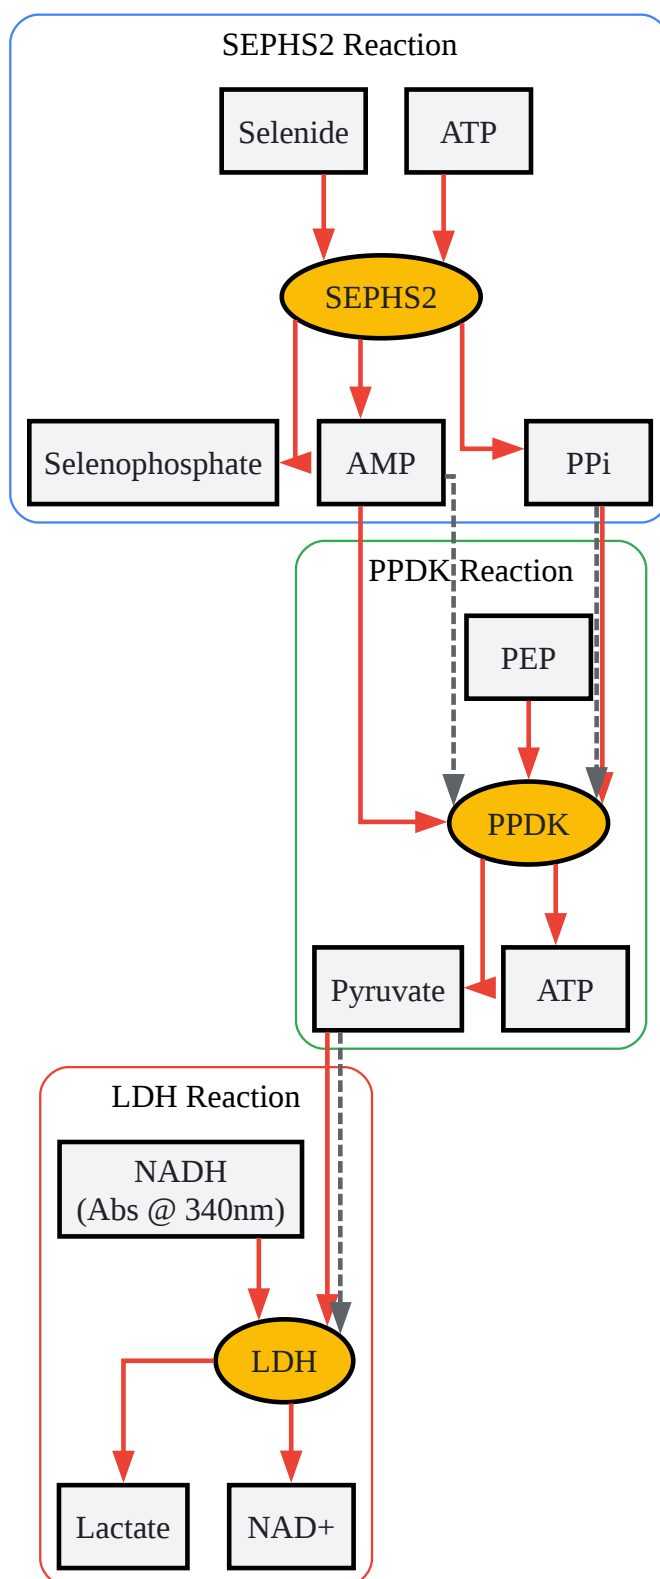 SEPHS2 Reaction
Selenide
ATP
SEPHS2
Selenophosphate
AMP
PPi
PPDK Reaction
PEP
PPDK
Pyruvate
ATP
LDH Reaction
NADH
(Abs @ 340nm)
LDH
Lactate
NAD+